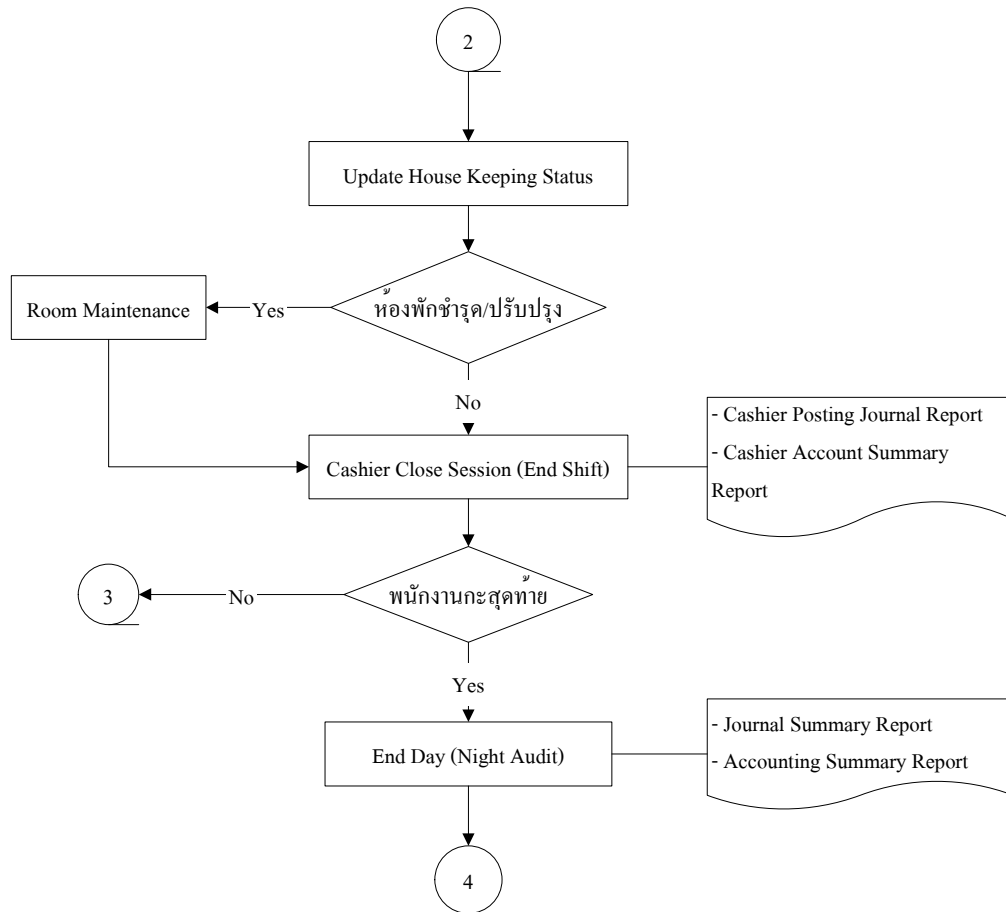 2
Update House Keeping Status
ห้องพักชำรุด/ปรับปรุง
Yes
Room Maintenance
No
- Cashier Posting Journal Report
- Cashier Account Summary
Report
Cashier Close Session (End Shift)
พนักงานกะสุดท้าย
No
3
Yes
End Day (Night Audit)
- Journal Summary Report
- Accounting Summary Report
4